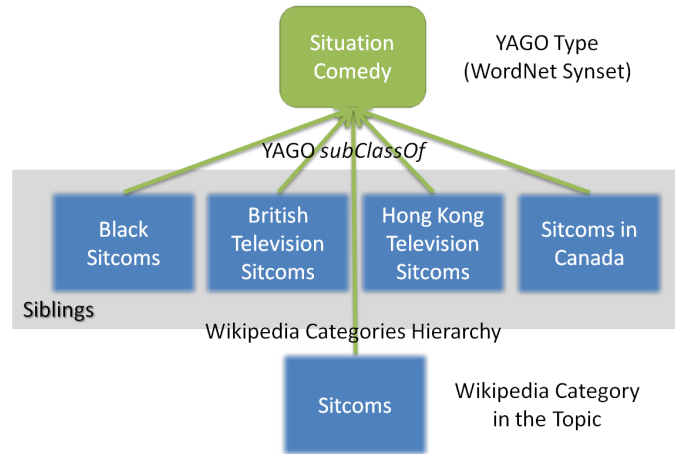 Situation
Comedy
YAGO Type
(WordNet Synset)
YAGO subClassOf
Black
Sitcoms
British
Television
Sitcoms
Hong Kong
Television
Sitcoms
Sitcoms in
Canada
Siblings
Wikipedia Categories Hierarchy
Sitcoms
Wikipedia Category
in the Topic